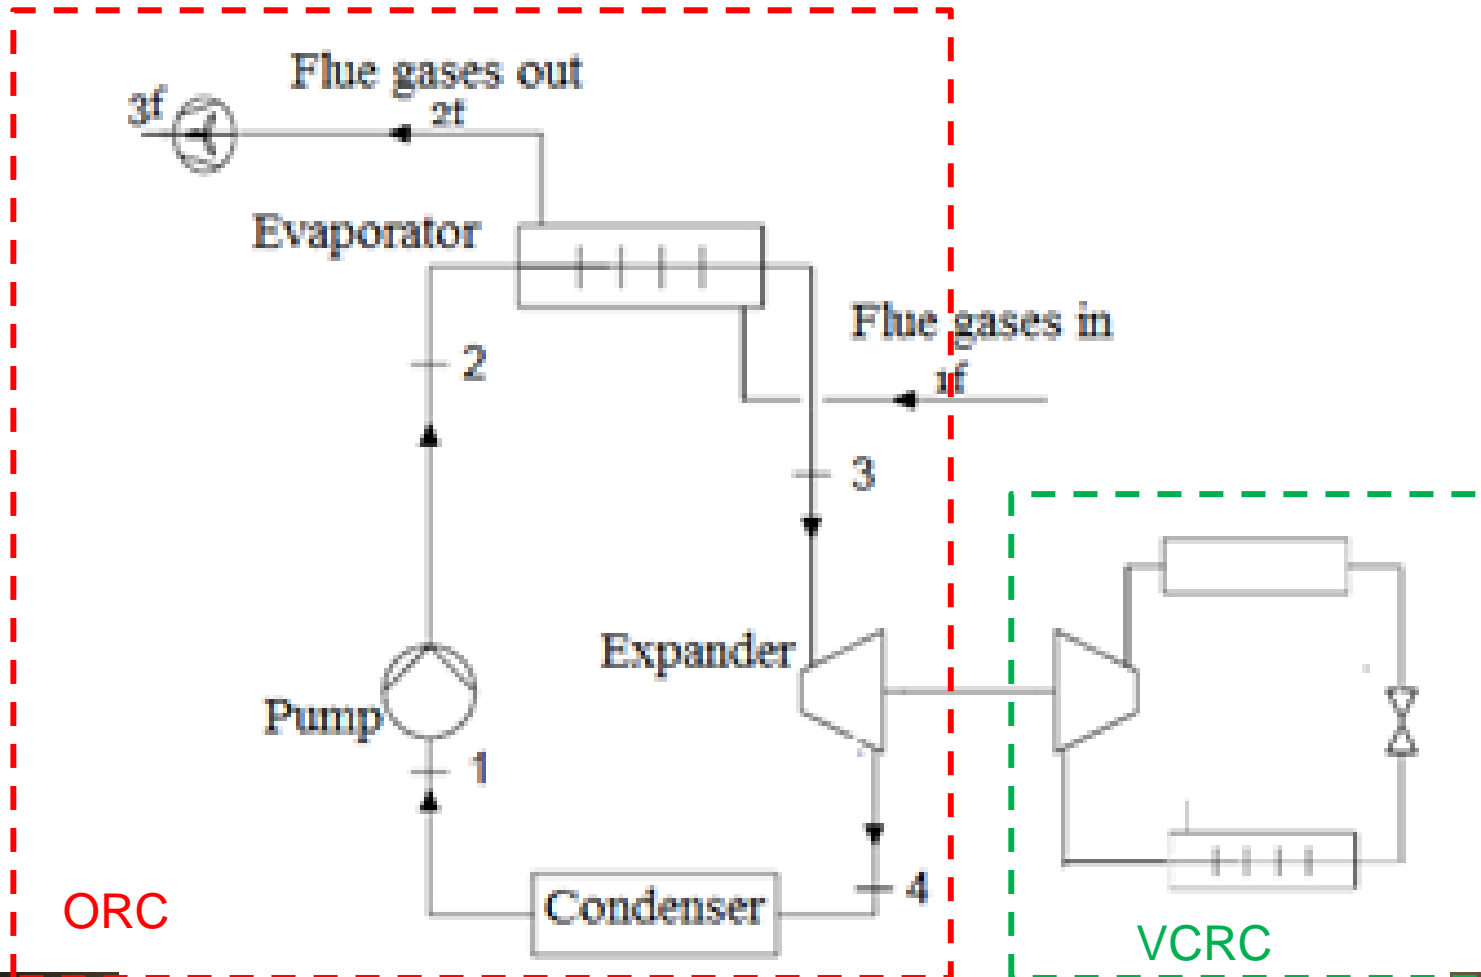 Flue gases out
3f
2f
Evaporator
Flue gases in
1f
2
3
Expander
Pump
1
4
Condenser
ORC
VCRC